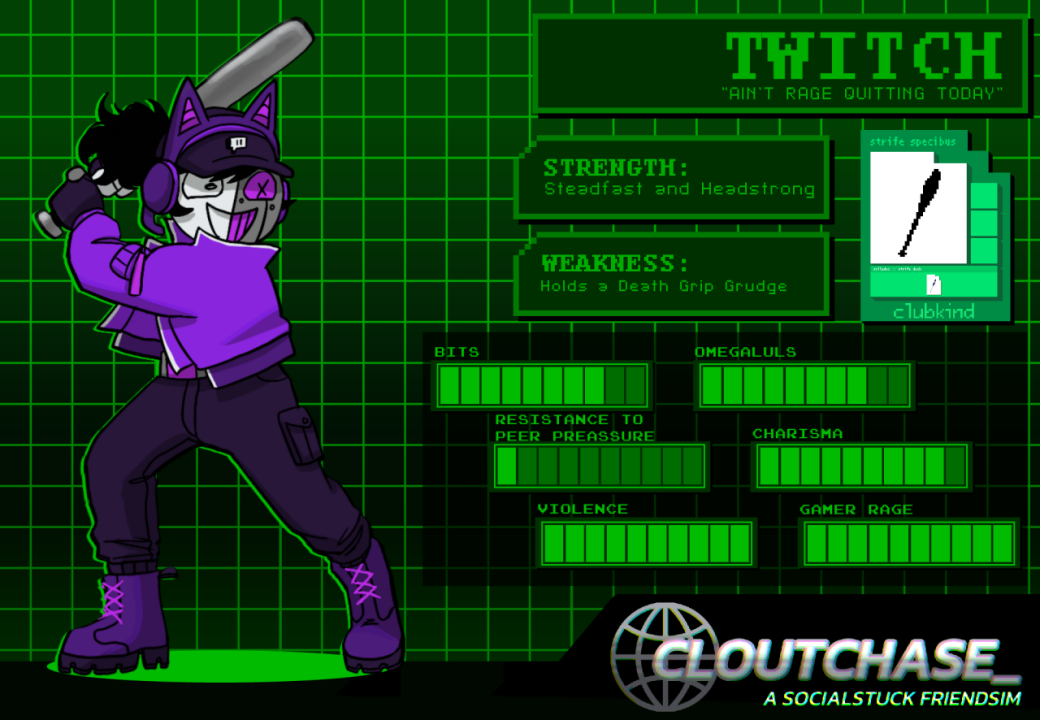 TWITCH
"AIN'T RAGE QUITTING TODAY"
STRENGTH:
Steadfast and Headstrong
WEAKNESS:
Holds a Death Grip Grudge
strife specibus
clubkind
BITS
OMEGALULS
RESISTANCE TO
PEER PREASSURE
CHARISMA
VIOLENCE
GAMER RAGE
CLOUTCHASE_
A SOCIALSTUCK FRIENDSIM